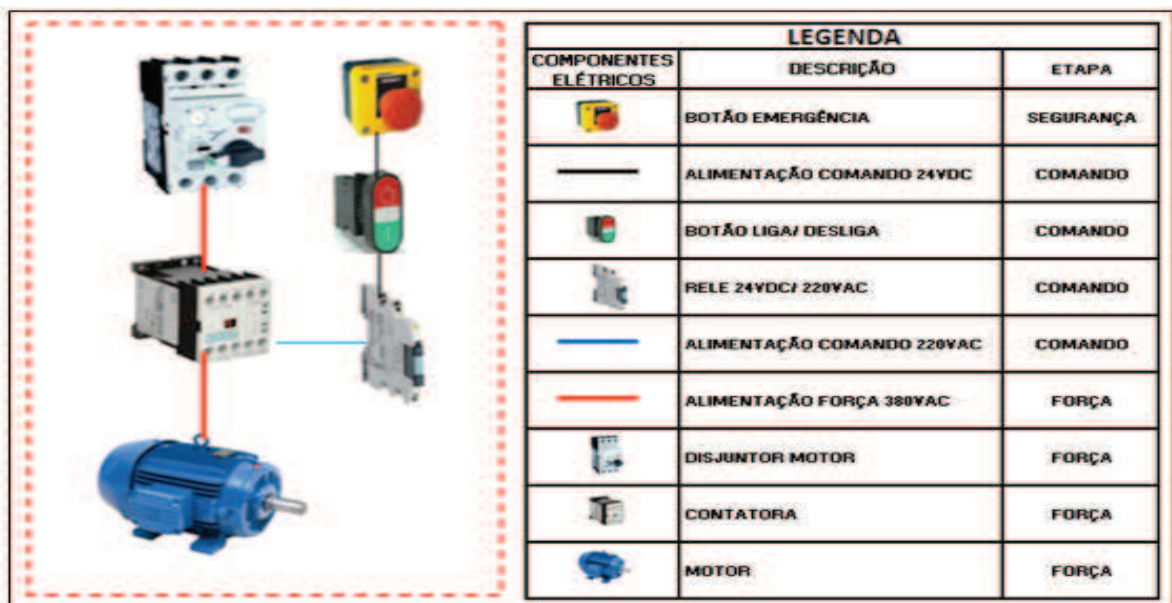 LEGENDA
COMPONENTES ELÉTRICOS
DESCRIÇÃO
ETAPA
BOTÃO EMERGÊNCIA
SEGURANÇA
ALIMENTAÇÃO COMANDO 24VDC
COMANDO
BOTÃO LIGA/ DESLIGA
COMANDO
RELE 24VDC/ 220VAC
COMANDO
ALIMENTAÇÃO COMANDO 220VAC
COMANDO
ALIMENTAÇÃO FORÇA 380VAC
FORÇA
DISJUNTOR MOTOR
FORÇA
CONTATORA
FORÇA
MOTOR
FORÇA